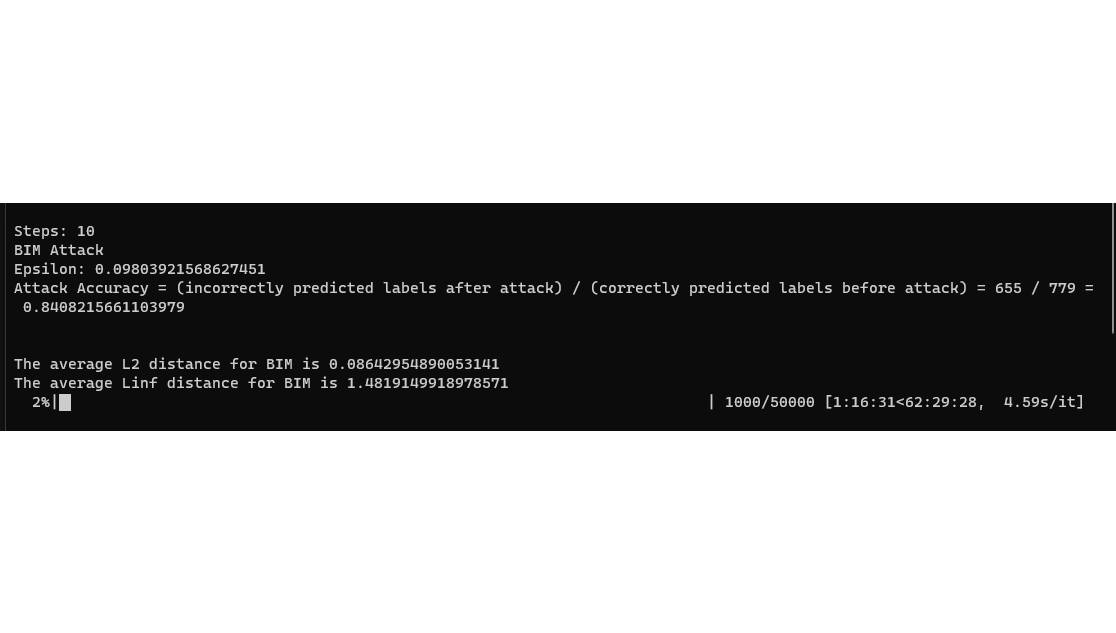 Steps: 10
BIM Attack
Epsilon: 0.09803921568627451
Attack Accuracy = (incorrectly predicted labels after attack) / (correctly predicted labels before attack) = 655 / 779 =
0.8408215661103979
The average L2 distance for BIM is 0.08642954890053141
The average Linf distance for BIM is 1.4819149918978571
2%| | 1000/50000 [1:16:31<62:29:28, 4.59s/it]